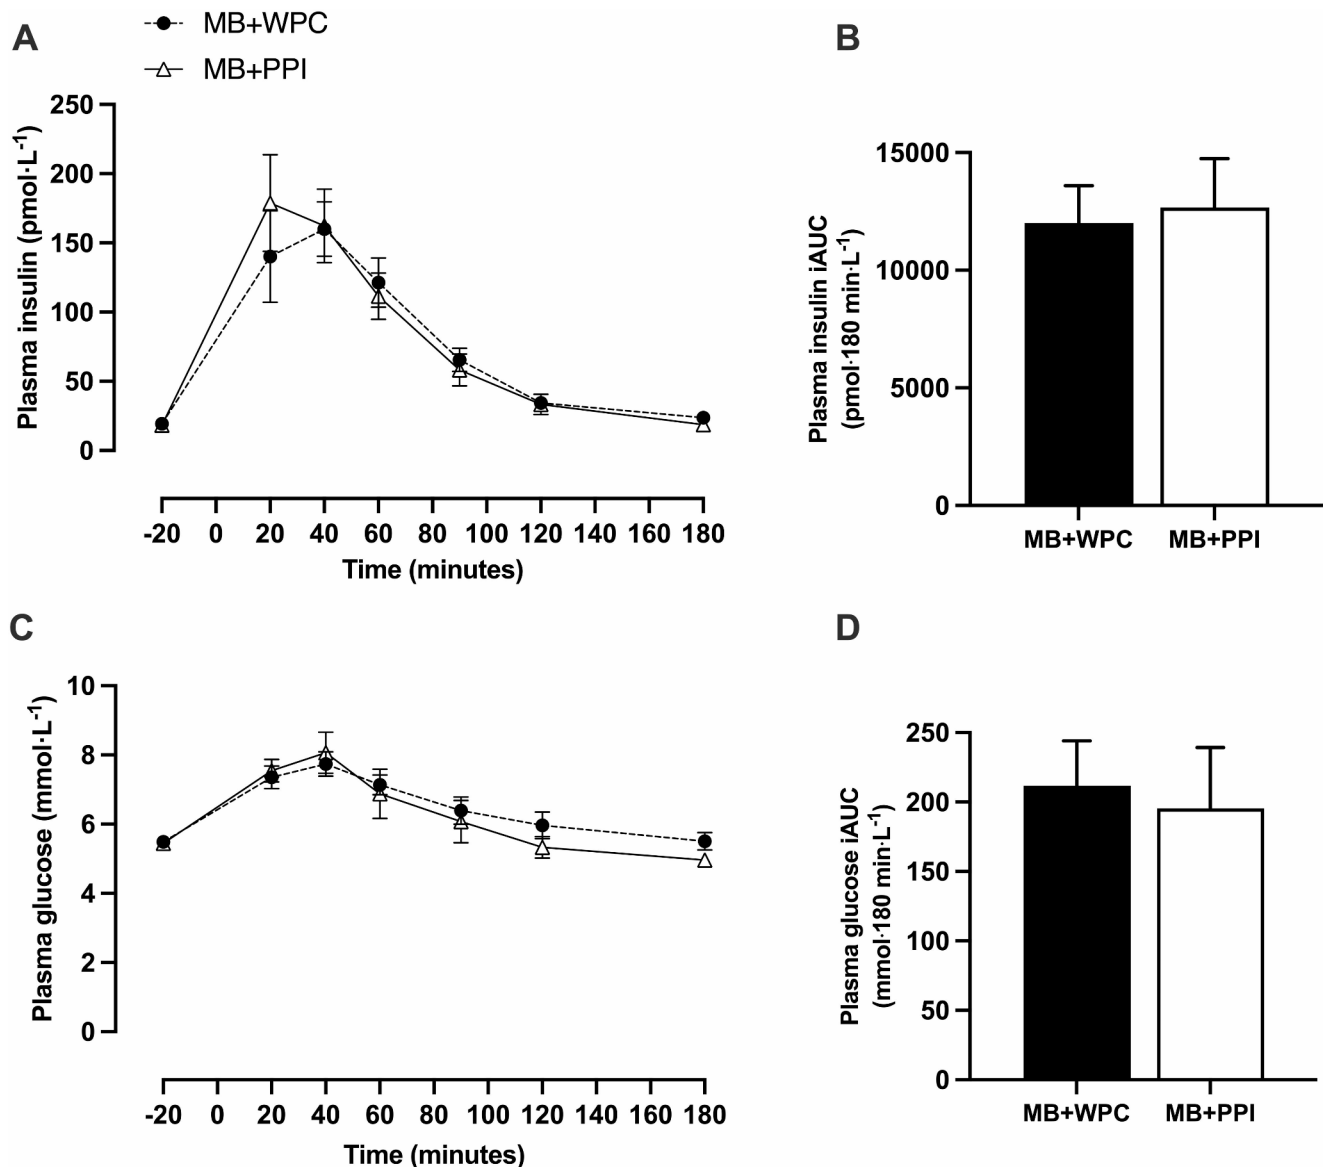 A
MB+WPC
MB+PPI
Plasma insulin (pmol·L⁻¹)
250
200
150
100
50
0
-20 0 20 40 60 80 100 120 140 160 180
Time (minutes)
B
Plasma insulin iAUC
(pmol·180 min·L⁻¹)
15000
10000
5000
0
MB+WPC MB+PPI
C
Plasma glucose (mmol·L⁻¹)
10
8
6
4
2
0
-20 0 20 40 60 80 100 120 140 160 180
Time (minutes)
D
Plasma glucose iAUC
(mmol·180 min·L⁻¹)
250
200
150
100
50
0
MB+WPC MB+PPI